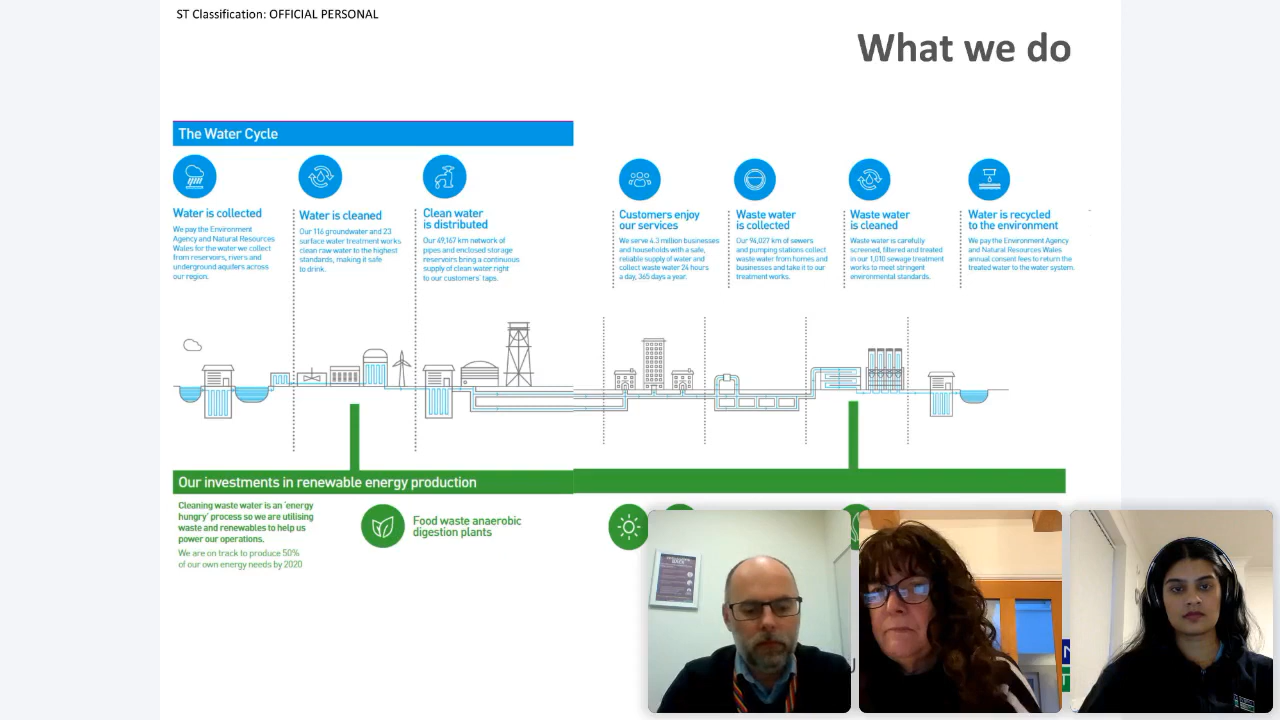 ST Classification: OFFICIAL PERSONAL
What we do
The Water Cycle
Water is collected
We pay the Environment
Agency and Natural Resources
Wales for the water we collect
from reservoirs, rivers and
underground aquifers across
our region.
Water is cleaned
Our 116 groundwater and 23
surface water treatment works
clean raw water to the highest
standards, making it safe
to drink.
Clean water
is distributed
Our 49,167 km network of
pipes and enclosed storage
reservoirs bring a continuous
supply of clean water right
to our customers' taps.
Customers enjoy
our services
We serve 4.3 million businesses
and households with a safe,
reliable supply of water and
collect waste water 24 hours
a day, 365 days a year.
Waste water
is collected
Our 94,027 km of sewers
and pumping stations collect
waste water from homes and
businesses and take it to our
treatment works.
Waste water
is cleaned
Waste water is carefully
screened, filtered and treated
in our 1,010 sewage treatment
works to meet stringent
environmental standards.
Water is recycled
to the environment
We pay the Environment Agency
and Natural Resources Wales
annual consent fees to return the
treated water to the water system.
Our investments in renewable energy production
Cleaning waste water is an 'energy
hungry' process so we are utilising
waste and renewables to help us
power our operations.
We are on track to produce 50%
of our own energy needs by 2020
Food waste anaerobic
digestion plants